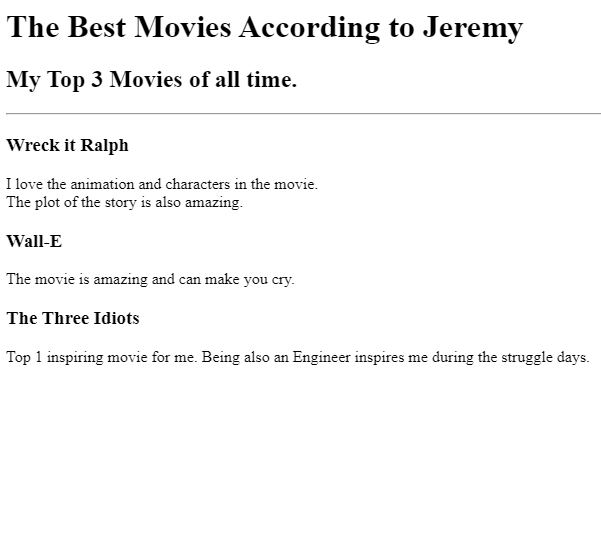 The Best Movies According to Jeremy
My Top 3 Movies of all time.
Wreck it Ralph
I love the animation and characters in the movie.
The plot of the story is also amazing.
Wall-E
The movie is amazing and can make you cry.
The Three Idiots
Top 1 inspiring movie for me. Being also an Engineer inspires me during the struggle days.